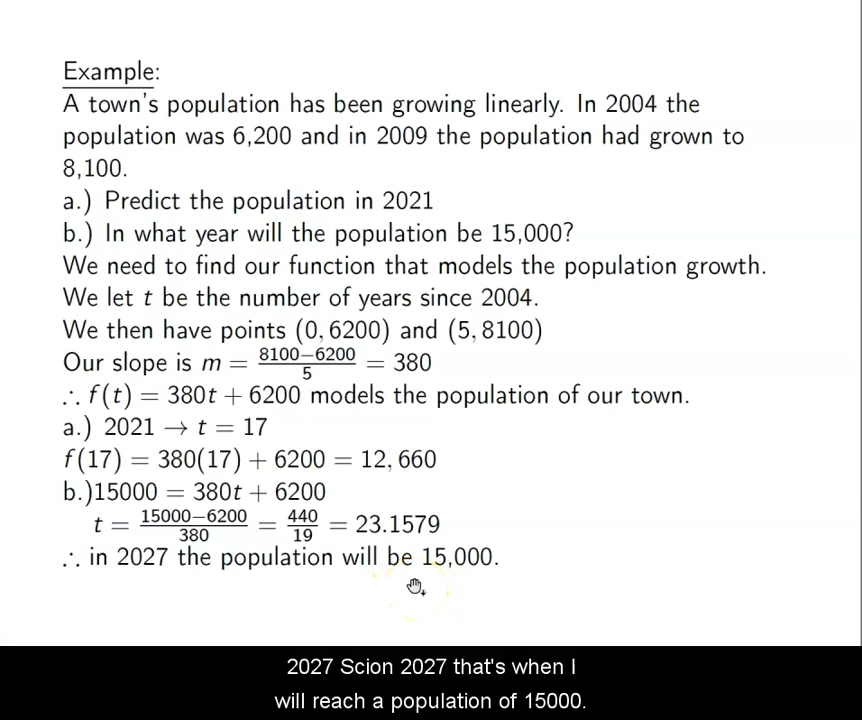 Example:
A town's population has been growing linearly. In 2004 the
population was 6,200 and in 2009 the population had grown to
8,100.
a.) Predict the population in 2021
b.) In what year will the population be 15,000?
We need to find our function that models the population growth.
We let t be the number of years since 2004.
We then have points (0, 6200) and (5, 8100)
Our slope is m = \frac{8100−6200}{5} = 380
∴ f(t) = 380t + 6200 models the population of our town.
a.) 2021 → t = 17
f(17) = 380(17) + 6200 = 12, 660
b.)15000 = 380t + 6200
t = \frac{15000−6200}{380} = \frac{440}{19} = 23.1579
∴ in 2027 the population will be 15,000.
2027 Scion 2027 that's when I
will reach a population of 15000.